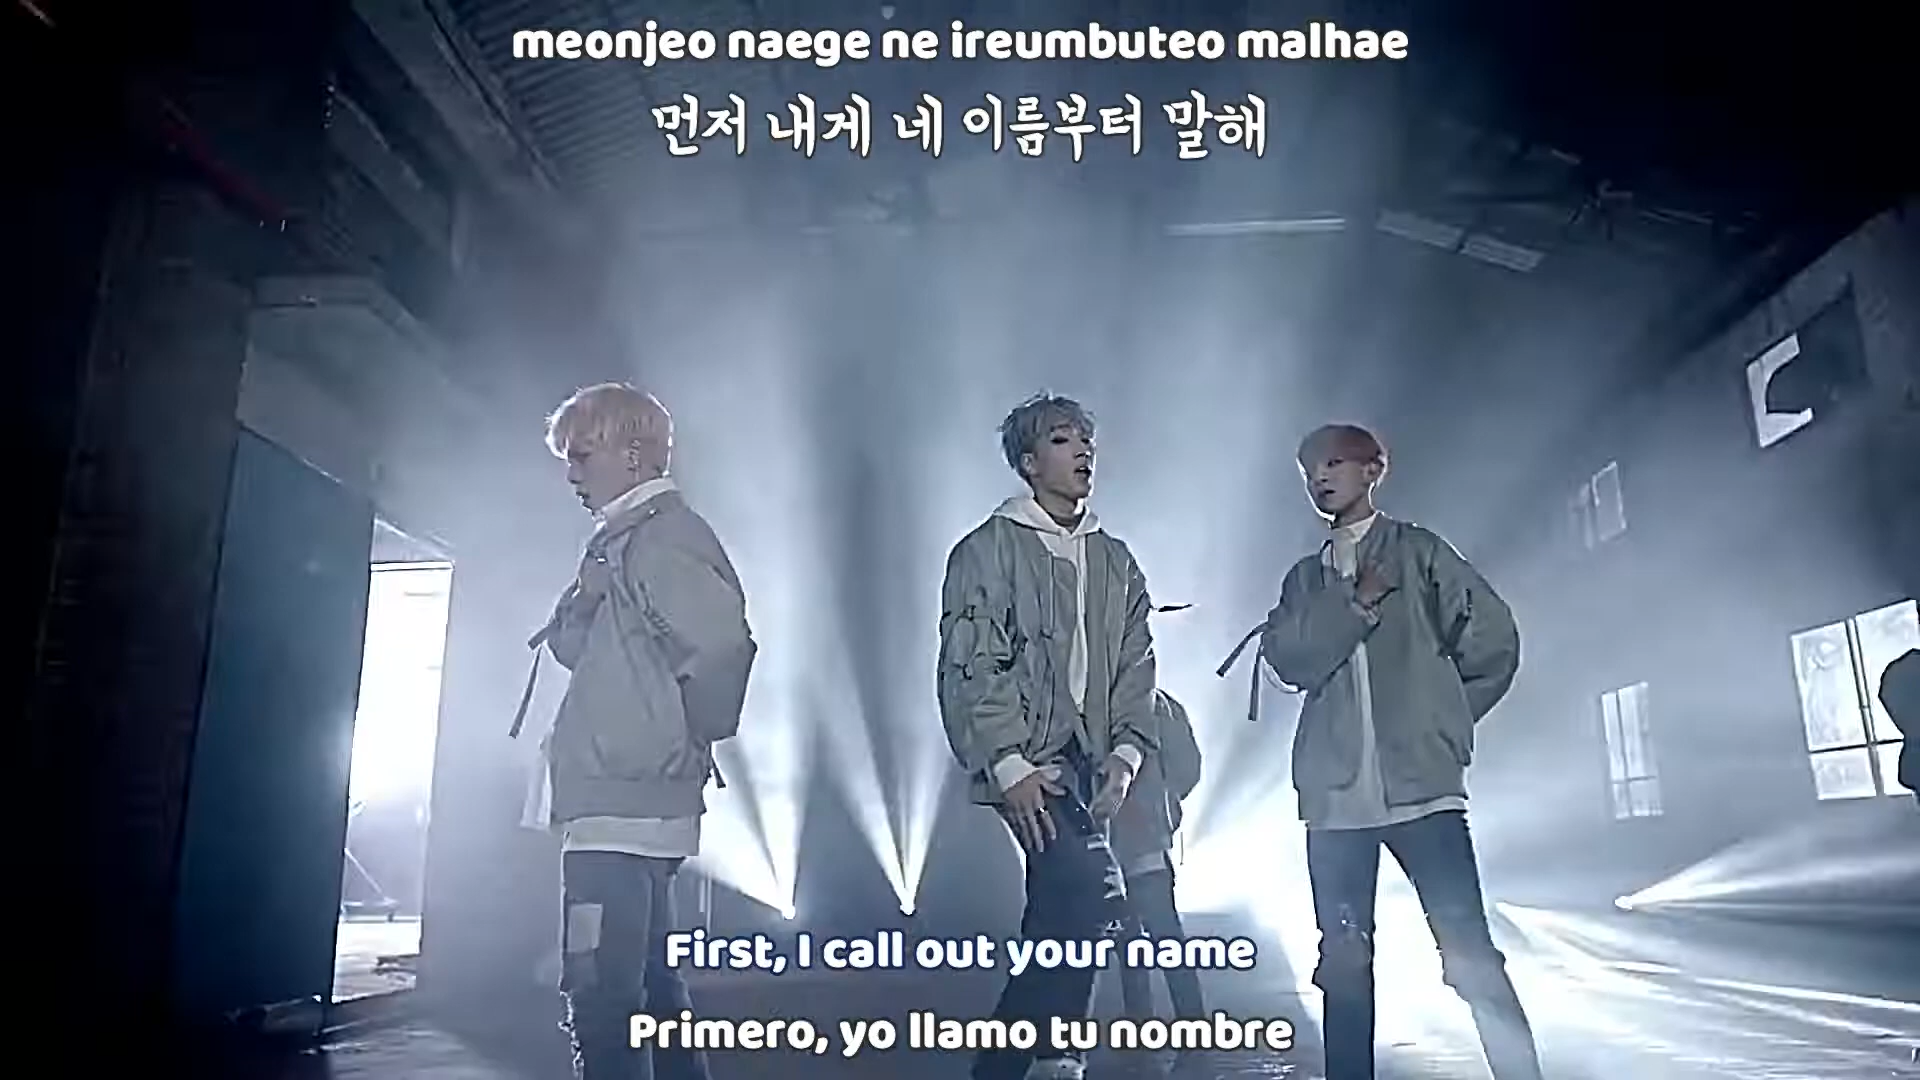 meonjeo naege ne ireumbuteo malhae
먼저 내게 네 이름부터 말해
First, I call out your name
Primero, yo llamo tu nombre